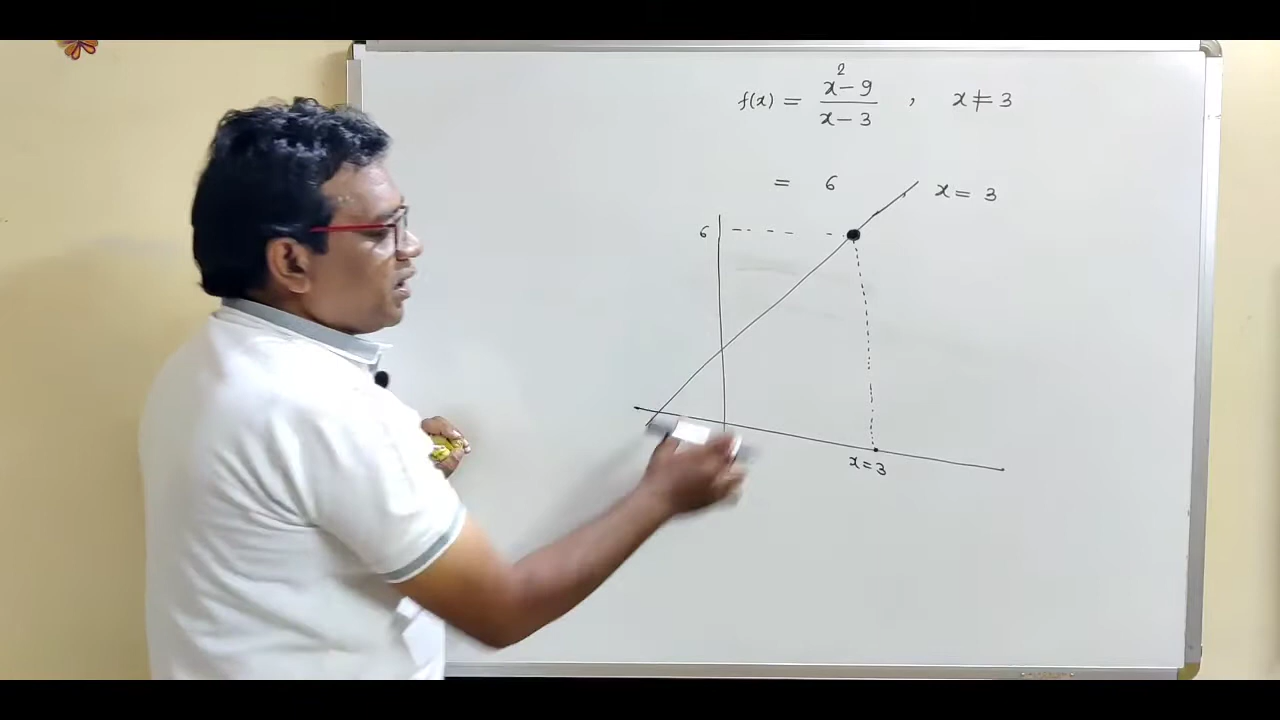 f(x) = x² - 9 / x - 3 , x ≠ 3
= 6 x = 3
6
x = 3